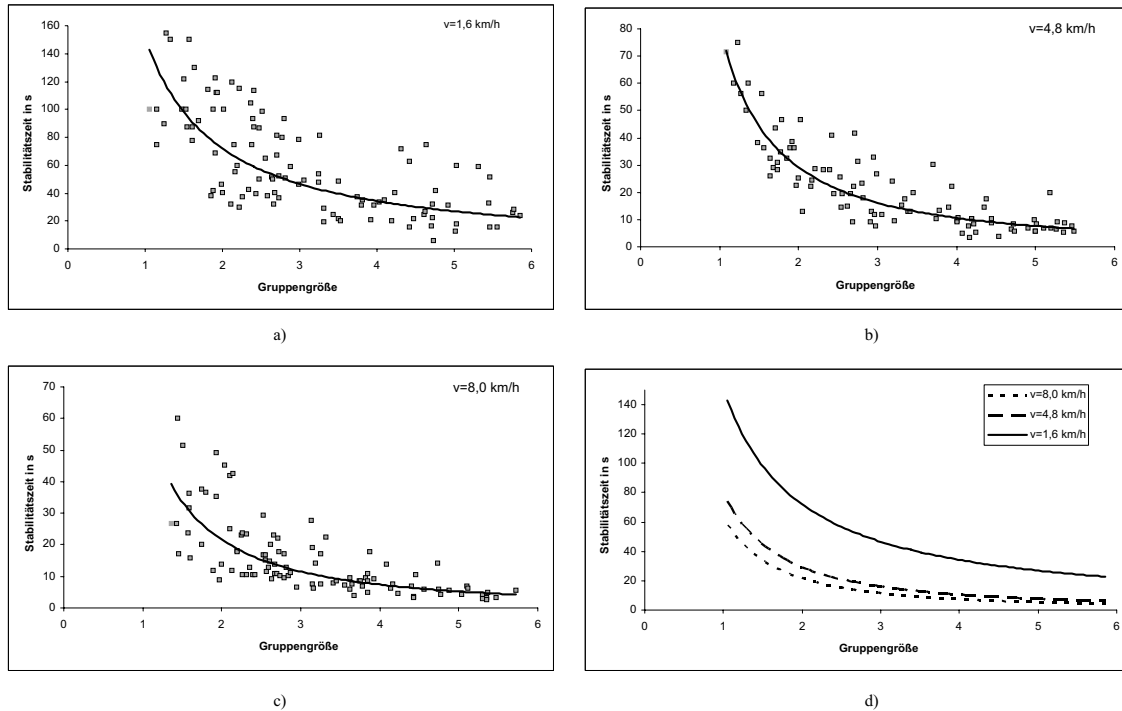 v=1,6 km/h
160
140
120
100
80
60
40
20
0
0 1 2 3 4 5 6
Stabilitätszeit in s
Gruppengröße
a)
v=4,8 km/h
80
70
60
50
40
30
20
10
0
0 1 2 3 4 5 6
Stabilitätszeit in s
Gruppengröße
b)
v=8,0 km/h
70
60
50
40
30
20
10
0
0 1 2 3 4 5 6
Stabilitätszeit in s
Gruppengröße
c)
v=8,0 km/h
v=4,8 km/h
v=1,6 km/h
140
120
100
80
60
40
20
0
0 1 2 3 4 5 6
Stabilitätszeit in s
Gruppengröße
d)